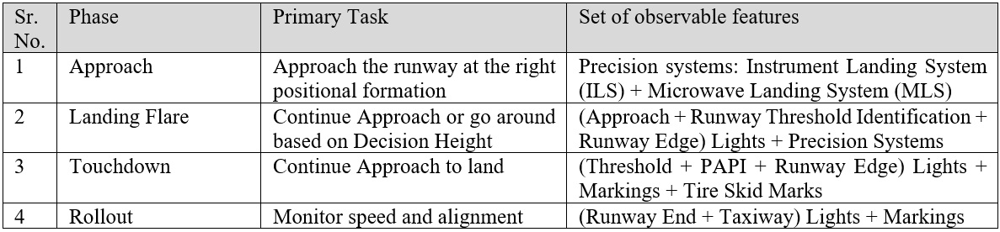 Sr. No. Phase Primary Task Set of observable features
1 Approach Approach the runway at the right positional formation Precision systems: Instrument Landing System (ILS) + Microwave Landing System (MLS)
2 Landing Flare Continue Approach or go around based on Decision Height (Approach + Runway Threshold Identification + Runway Edge) Lights + Precision Systems
3 Touchdown Continue Approach to land (Threshold + PAPI + Runway Edge) Lights + Markings + Tire Skid Marks
4 Rollout Monitor speed and alignment (Runway End + Taxiway) Lights + Markings